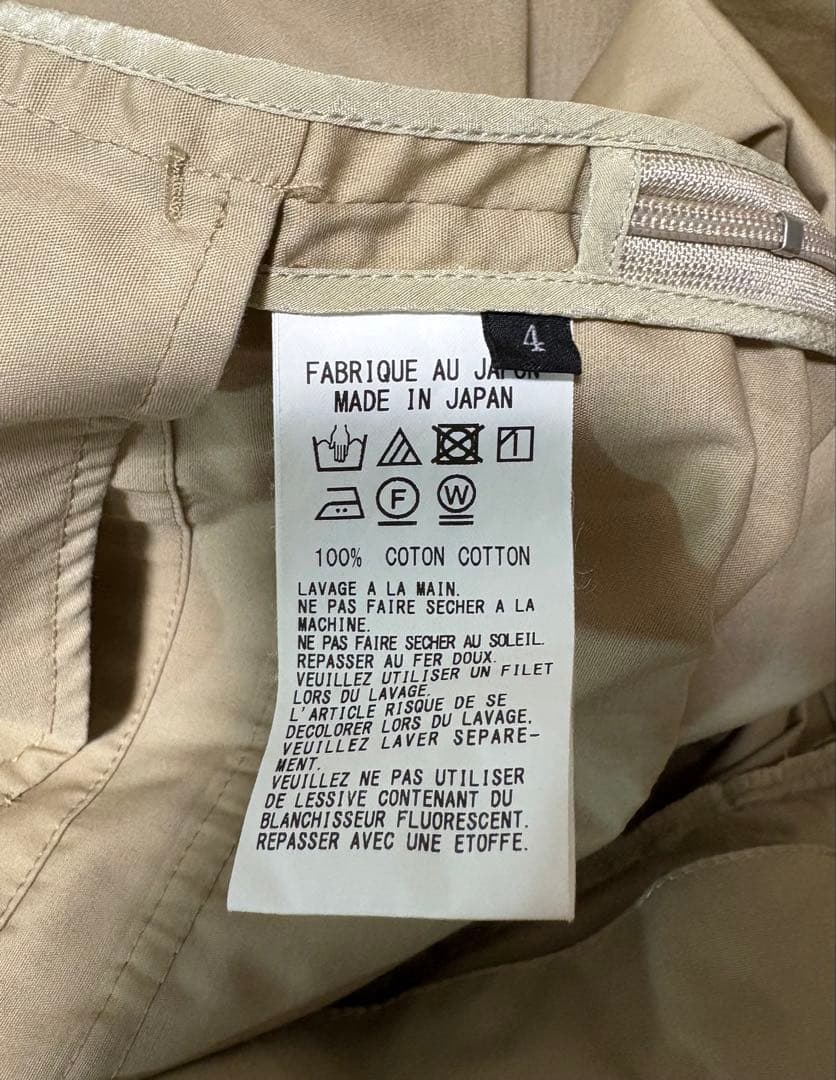 4
FABRIQUE AU JAPON
MADE IN JAPAN
F W
100% COTON COTTON
LAVAGE A LA MAIN.
NE PAS FAIRE SECHER A LA
MACHINE.
NE PAS FAIRE SECHER AU SOLEIL.
REPASSER AU FER DOUX.
VEUILLEZ UTILISER UN FILET
LORS DU LAVAGE.
L'ARTICLE RISQUE DE SE
DECOLORER LORS DU LAVAGE.
VEUILLEZ LAVER SEPARE-
MENT.
VEUILLEZ NE PAS UTILISER
DE LESSIVE CONTENANT DU
BLANCHISSEUR FLUORESCENT.
REPASSER AVEC UNE ETOFFE.